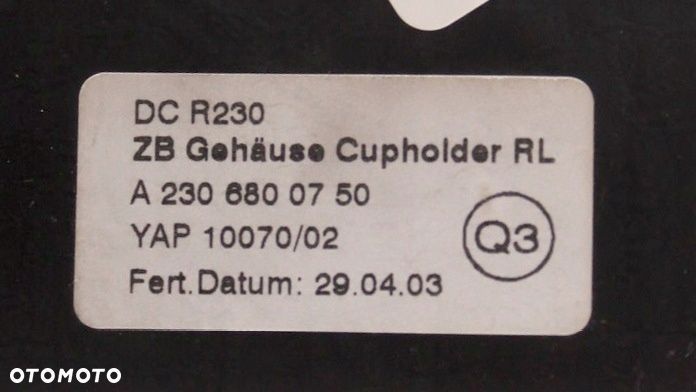 DC R230
ZB Gehäuse Cupholder RL
A 230 680 07 50
YAP 10070/02
Q3
Fert.Datum: 29.04.03
OTOMOTO